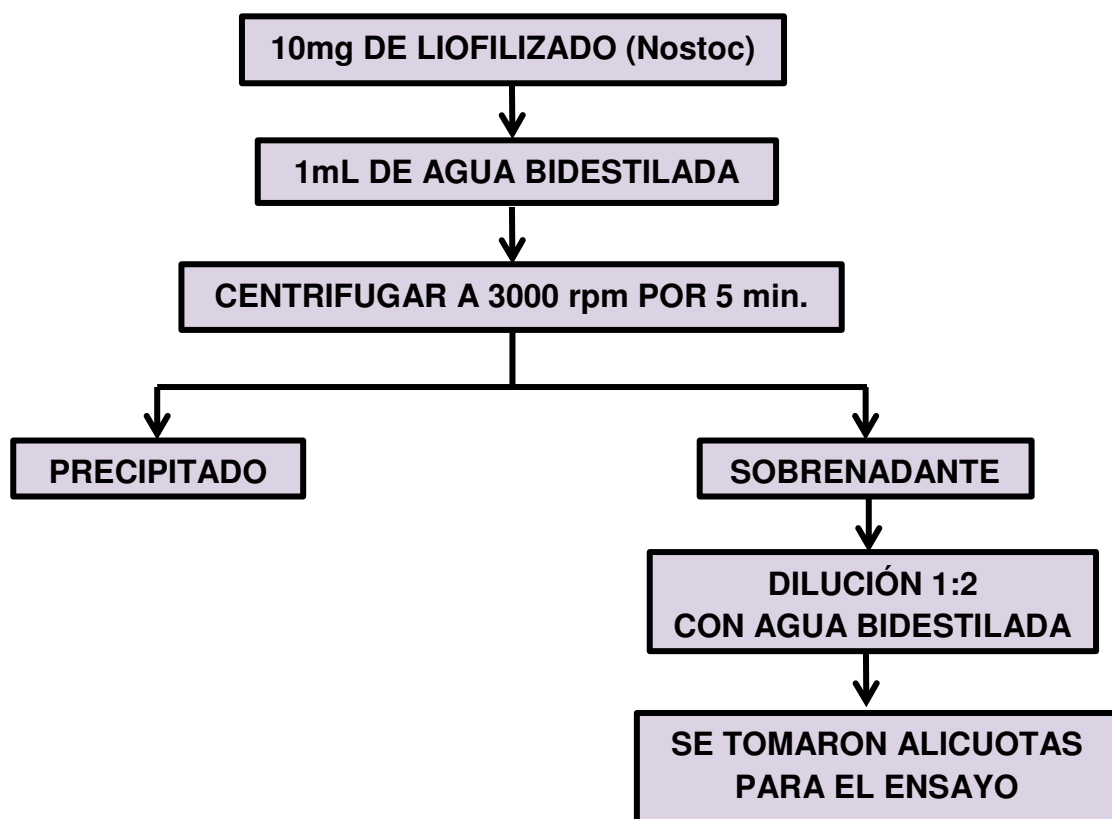 10mg DE LIOFILIZADO (Nostoc)
1mL DE AGUA BIDESTILADA
CENTRIFUGAR A 3000 rpm POR 5 min.
PRECIPITADO
SOBRENADANTE
DILUCIÓN 1:2
CON AGUA BIDESTILADA
SE TOMARON ALICUOTAS
PARA EL ENSAYO